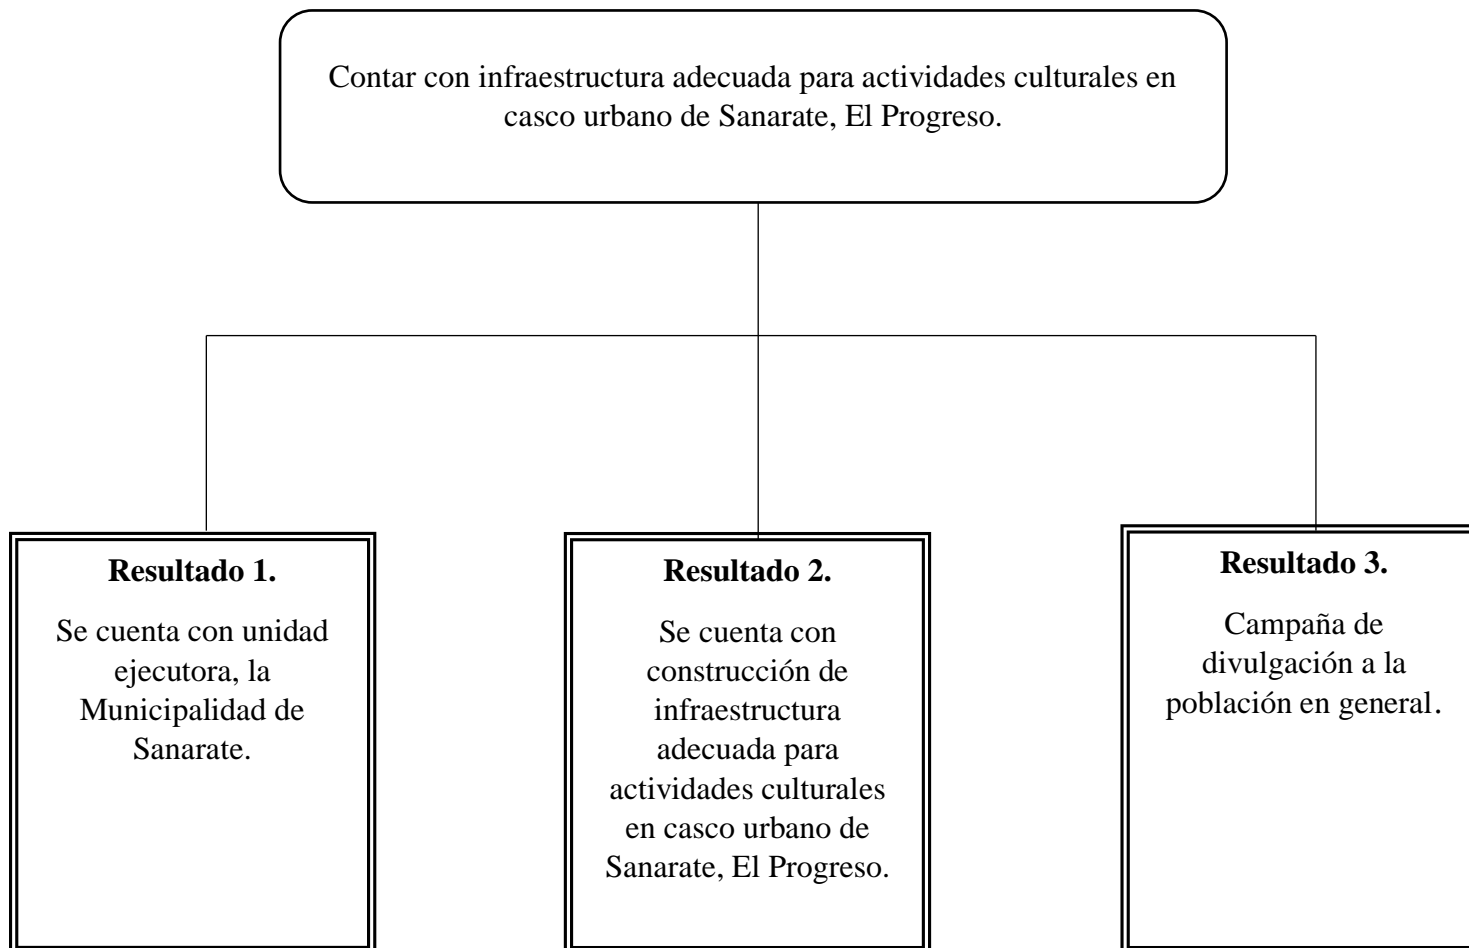 Contar con infraestructura adecuada para actividades culturales en
casco urbano de Sanarate, El Progreso.
Resultado 1.
Se cuenta con unidad
ejecutora, la
Municipalidad de
Sanarate.
Resultado 2.
Se cuenta con
construcción de
infraestructura
adecuada para
actividades culturales
en casco urbano de
Sanarate, El Progreso.
Resultado 3.
Campaña de
divulgación a la
población en general.